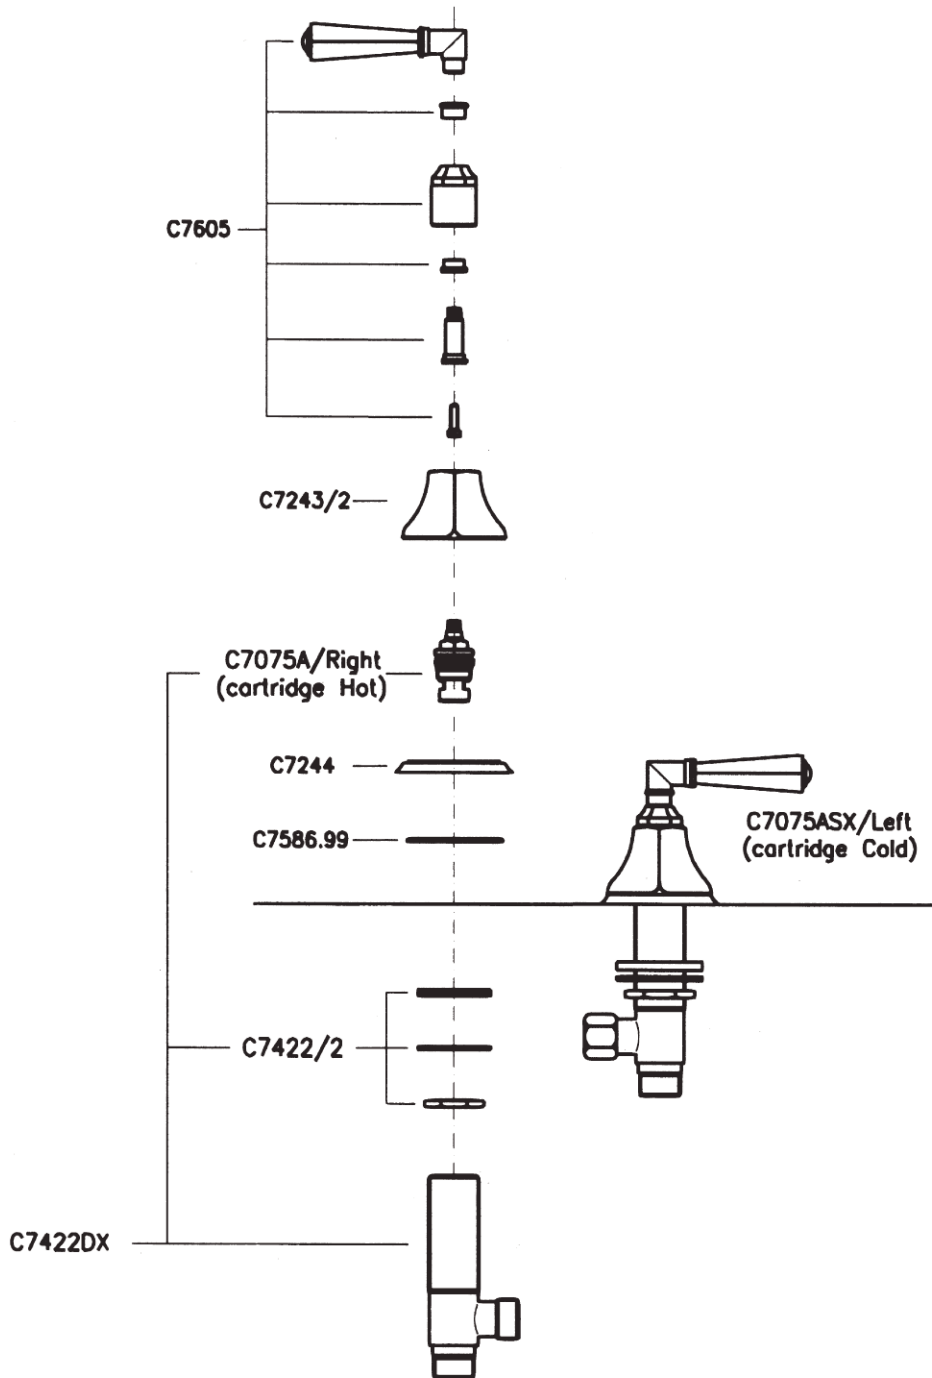 C7605
C7243/2
C7075A/Right
(cartridge Hot)
C7244
C7586.99
C7075ASX/Left
(cartridge Cold)
C7422/2
C7422DX